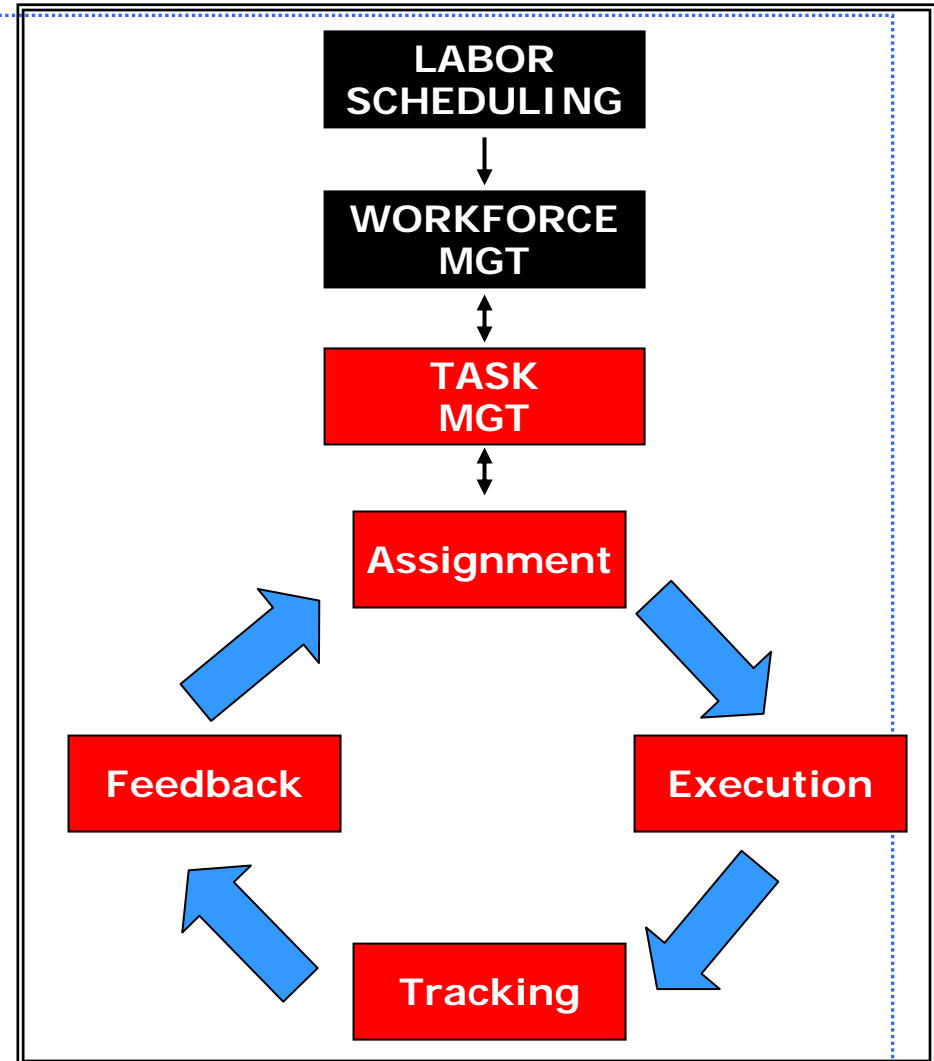 LABOR
SCHEDULING
WORKFORCE
MGT
TASK
MGT
Assignment
Feedback
Execution
Tracking